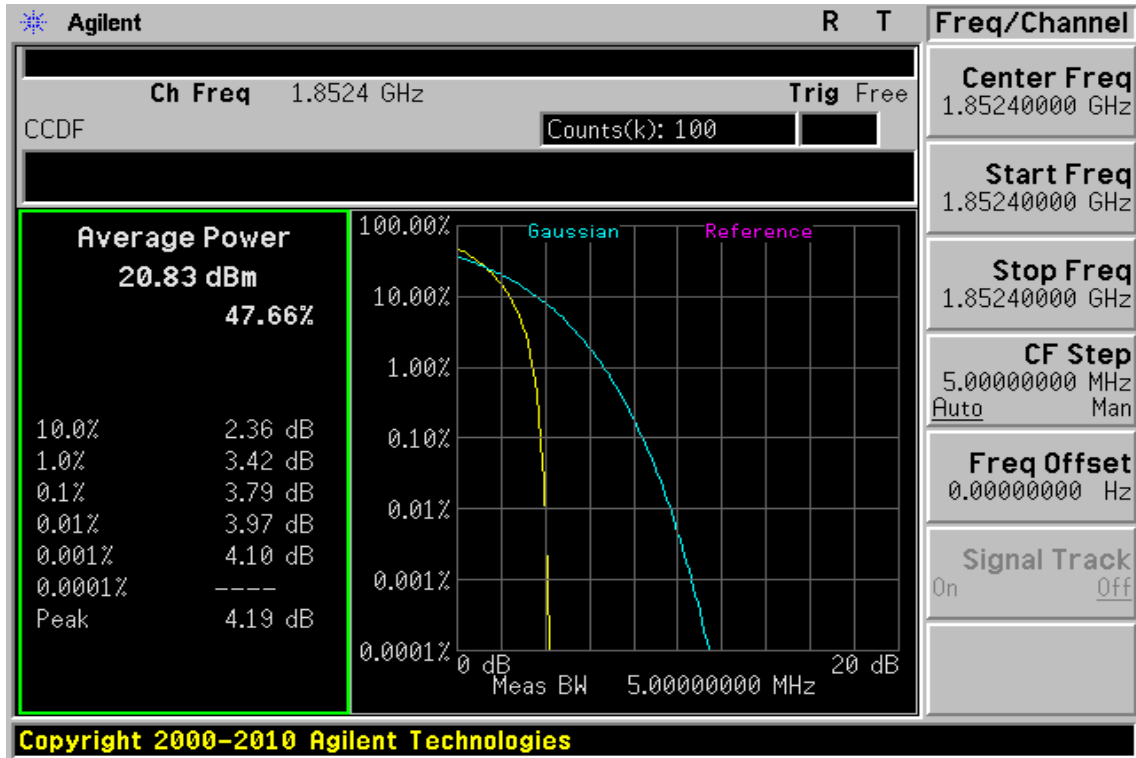 Agilent
R T
Freq/Channel
Ch Freq 1.8524 GHz
Trig Free
CCDF
Counts(k): 100
Average Power
20.83 dBm
47.66%
10.0% 2.36 dB
1.0% 3.42 dB
0.1% 3.79 dB
0.01% 3.97 dB
0.001% 4.10 dB
0.0001% ----
Peak 4.19 dB
100.00%
10.00%
1.00%
0.10%
0.01%
0.001%
0.0001%
Gaussian
Reference
0 dB
20 dB
Meas BW 5.00000000 MHz
Center Freq
1.85240000 GHz
Start Freq
1.85240000 GHz
Stop Freq
1.85240000 GHz
CF Step
5.00000000 MHz
Auto Man
Freq Offset
0.00000000 Hz
Signal Track
On Off
Copyright 2000-2010 Agilent Technologies